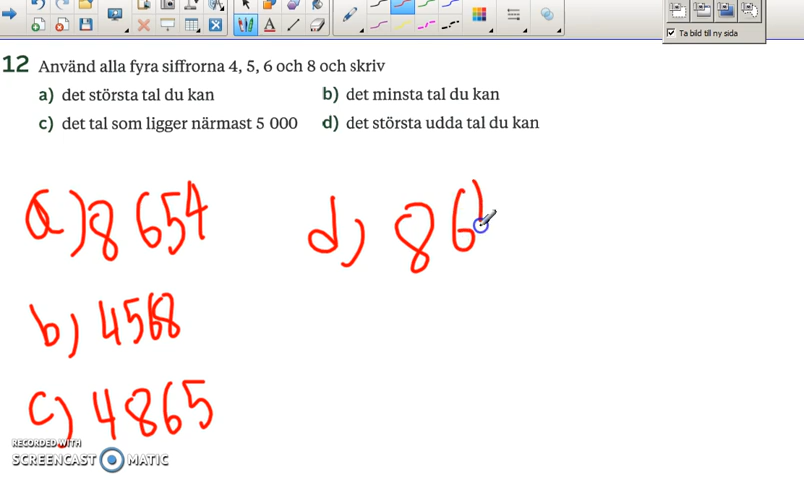 Ta bild till ny sida
12 Använd alla fyra siffrorna 4, 5, 6 och 8 och skriv
a) det största tal du kan b) det minsta tal du kan
c) det tal som ligger närmast 5 000 d) det största udda tal du kan
a) 8654 d) 86
b) 4568
c) 4865
RECORDED WITH
SCREENCAST MATIC